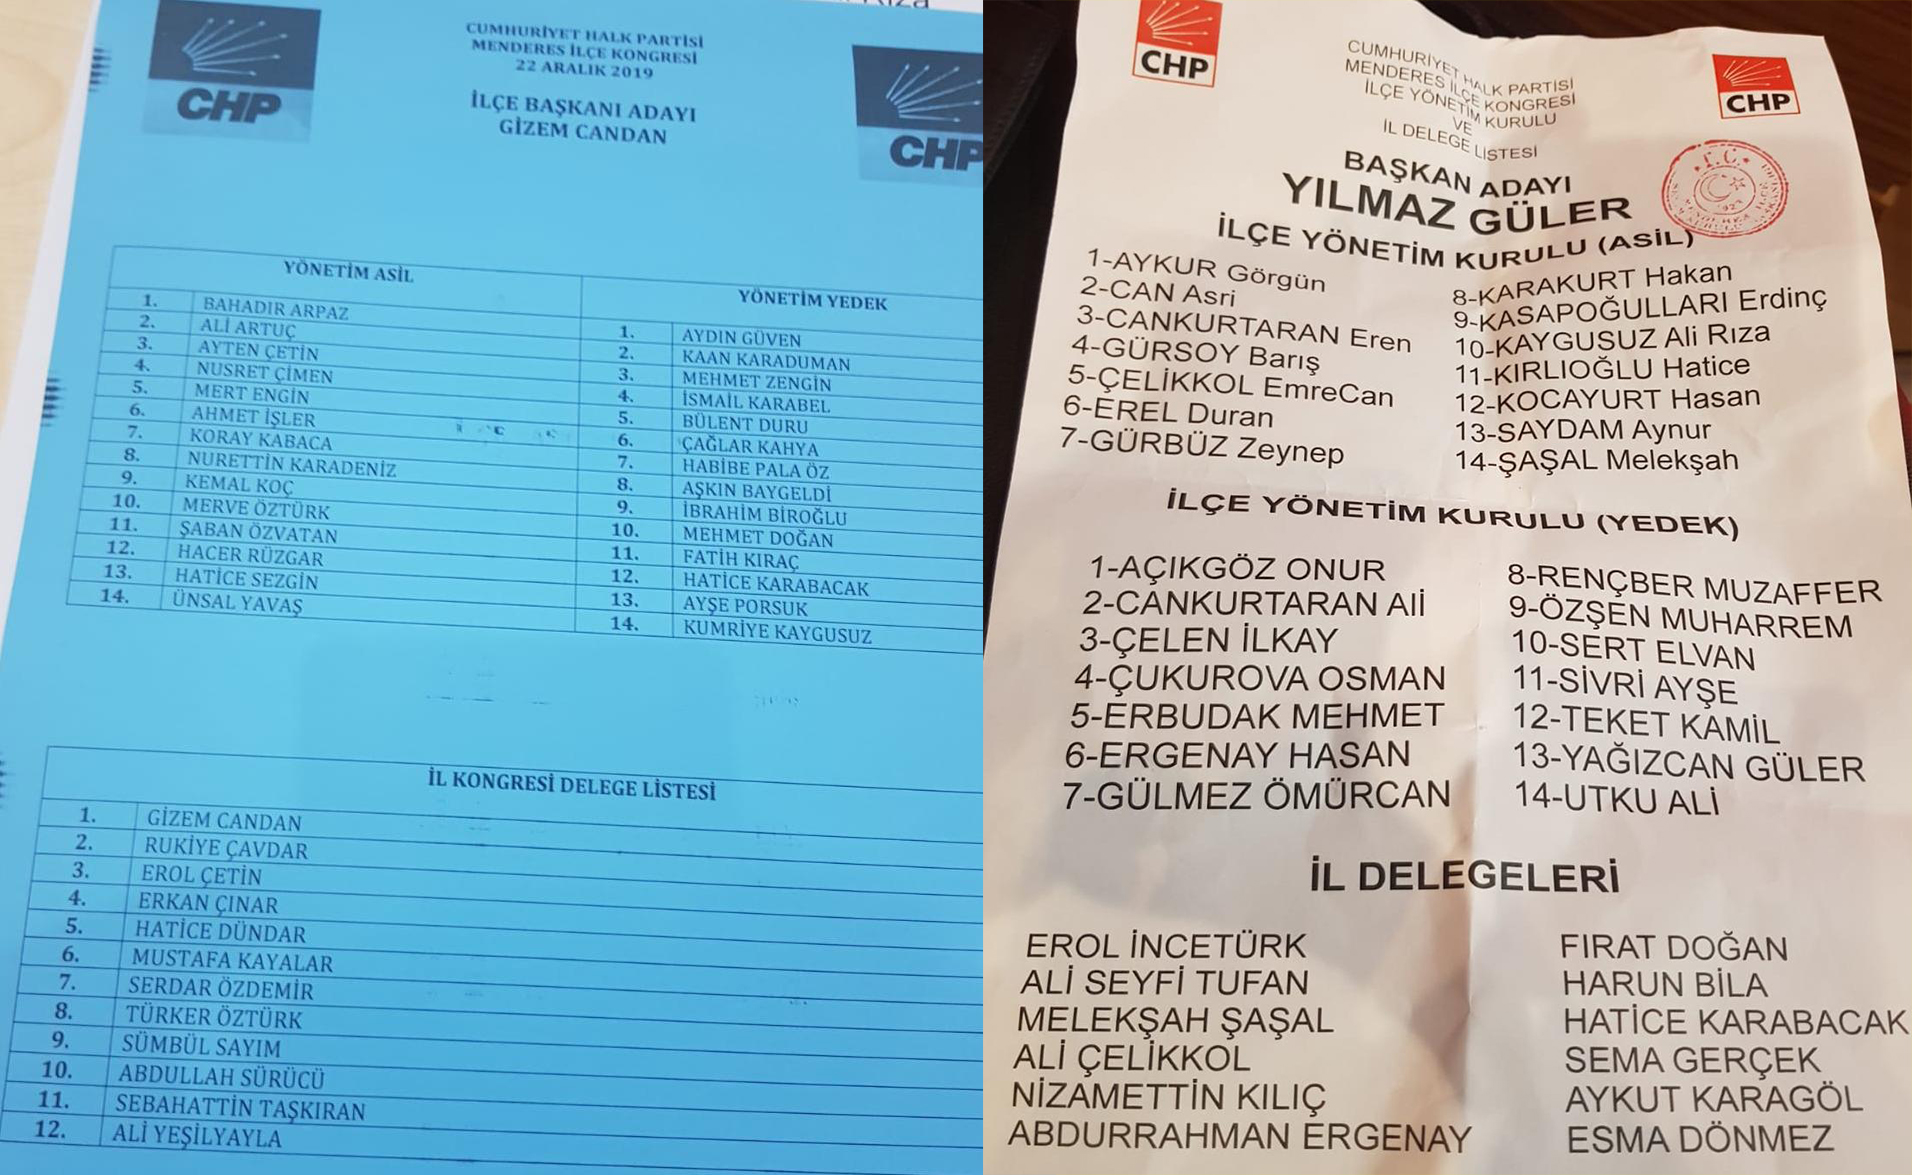 Rıza
CHP
CUMHURİYET HALK PARTİSİ
MENDERES İLÇE KONGRESİ
22 ARALIK 2019
İLÇE BAŞKANI ADAYI
GİZEM CANDAN
CHP
YÖNETİM ASİL
1. BAHADIR ARPAZ
2. ALİ ARTUÇ
3. AYTEN ÇETİN
4. NUSRET ÇİMEN
5. MERT ENGİN
6. AHMET İŞLER
7. KORAY KABACA
8. NURETTİN KARADENİZ
9. KEMAL KOÇ
10. MERVE ÖZTÜRK
11. ŞABAN ÖZVATAN
12. HACER RÜZGAR
13. HATİCE SEZGİN
14. ÜNSAL YAVAŞ
YÖNETİM YEDEK
1. AYDIN GÜVEN
2. KAAN KARADUMAN
3. MEHMET ZENGİN
4. İSMAİL KARABEL
5. BÜLENT DURU
6. ÇAĞLAR KAHYA
7. HABİBE PALA ÖZ
8. AŞKIN BAYGELDİ
9. İBRAHİM BİROĞLU
10. MEHMET DOĞAN
11. FATİH KIRAÇ
12. HATİCE KARABACAK
13. AYŞE PORSUK
14. KUMRİYE KAYGUSUZ
İL KONGRESİ DELEGE LİSTESİ
1. GİZEM CANDAN
2. RUKİYE ÇAVDAR
3. EROL ÇETİN
4. ERKAN ÇINAR
5. HATİCE DÜNDAR
6. MUSTAFA KAYALAR
7. SERDAR ÖZDEMİR
8. TÜRKER ÖZTÜRK
9. SÜMBÜL SAYIM
10. ABDULLAH SÜRÜCÜ
11. SEBAHATTİN TAŞKIRAN
12. ALİ YEŞİLYAYLA
CHP
CUMHURİYET HALK PARTİSİ
MENDERES İLÇE KONGRESİ
İLÇE YÖNETİM KURULU
VE
İL DELEGE LİSTESİ
CHP
T.C.
BAŞKAN ADAYI
YILMAZ GÜLER
İLÇE YÖNETİM KURULU (ASİL)
1-AYKUR Görgün
2-CAN Asri
3-CANKURTARAN Eren
4-GÜRSOY Barış
5-ÇELİKKOL EmreCan
6-EREL Duran
7-GÜRBÜZ Zeynep
8-KARAKURT Hakan
9-KASAPOĞULLARI Erdinç
10-KAYGUSUZ Ali Rıza
11-KIRLIOĞLU Hatice
12-KOCAYURT Hasan
13-SAYDAM Aynur
14-ŞAŞAL Melekşah
İLÇE YÖNETİM KURULU (YEDEK)
1-AÇIKGÖZ ONUR
2-CANKURTARAN Alİ
3-ÇELEN İLKAY
4-ÇUKUROVA OSMAN
5-ERBUDAK MEHMET
6-ERGENAY HASAN
7-GÜLMEZ ÖMÜRCAN
8-RENÇBER MUZAFFER
9-ÖZŞEN MUHARREM
10-SERT ELVAN
11-SİVRİ AYŞE
12-TEKET KAMİL
13-YAĞIZCAN GÜLER
14-UTKU ALİ
İL DELEGELERİ
EROL İNCETÜRK
ALİ SEYFİ TUFAN
MELEKŞAH ŞAŞAL
ALİ ÇELİKKOL
NİZAMETTİN KILIÇ
ABDURRAHMAN ERGENAY
FIRAT DOĞAN
HARUN BİLA
HATİCE KARABACAK
SEMA GERÇEK
AYKUT KARAGÖL
ESMA DÖNMEZ